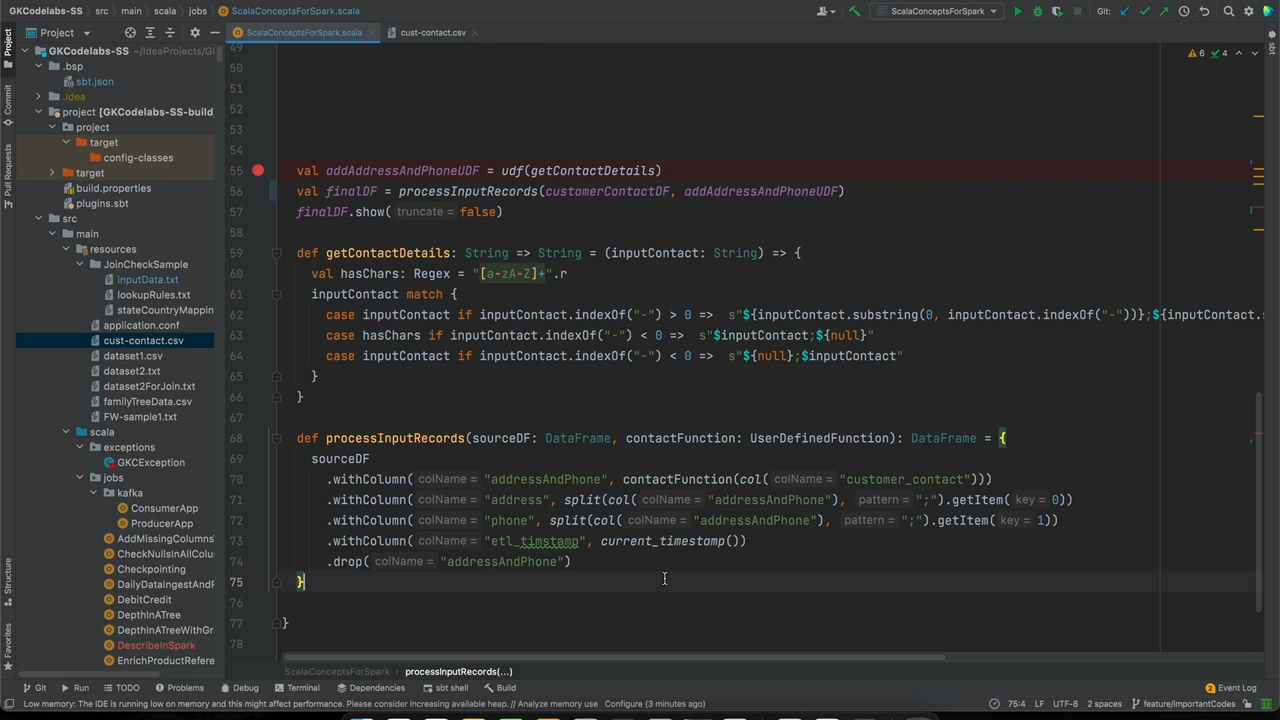 GKCodelabs-SS
src
main
scala
jobs
ScalaConceptsForSpark.scala
ScalaConceptsForSpark
Git:
Project
ScalaConceptsForSpark.scala
cust-contact.csv
GKCodelabs-SS ~/IdeaProjects/G
.bsp
sbt.json
.idea
project [GKCodelabs-SS-build]
project
target
config-classes
target
build.properties
plugins.sbt
src
main
resources
JoinCheckSample
inputData.txt
lookupRules.txt
stateCountryMappin
application.conf
cust-contact.csv
dataset1.csv
dataset2.txt
dataset2ForJoin.txt
familyTreeData.csv
FW-sample1.txt
scala
exceptions
GKCException
jobs
kafka
ConsumerApp
ProducerApp
AddMissingColumns
CheckNullsInAllColu
Checkpointing
DailyDataIngestAndF
DebitCredit
DepthInATree
DepthInATreeWithGr
DescribeInSpark
EnrichProductRefere
Project
Commit
Pull Requests
Structure
Favorites
sbt
6 4
49
50
51
52
53
54
55 val addAddressAndPhoneUDF = udf(getContactDetails)
56 val finalDF = processInputRecords(customerContactDF, addAddressAndPhoneUDF)
57 finalDF.show( truncate = false)
58
59 def getContactDetails: String => String = (inputContact: String) => {
60 val hasChars: Regex = "[a-zA-Z]+".r
61 inputContact match {
62 case inputContact if inputContact.indexOf("-") > 0 => s"${inputContact.substring(0, inputContact.indexOf("-"))};${inputContact.s
63 case hasChars if inputContact.indexOf("-") < 0 => s"$inputContact;${null}"
64 case inputContact if inputContact.indexOf("-") < 0 => s"${null};$inputContact"
65 }
66 }
67
68 def processInputRecords(sourceDF: DataFrame, contactFunction: UserDefinedFunction): DataFrame = {
69 sourceDF
70 .withColumn( colName = "addressAndPhone", contactFunction(col( colName = "customer_contact")))
71 .withColumn( colName = "address", split(col( colName = "addressAndPhone"), pattern = ";").getItem( key = 0))
72 .withColumn( colName = "phone", split(col( colName = "addressAndPhone"), pattern = ";").getItem( key = 1))
73 .withColumn( colName = "etl_timstamp", current_timestamp())
74 .drop( colName = "addressAndPhone")
75 }
76
77 }
78
ScalaConceptsForSpark
processInputRecords(...)
Git
Run
TODO
Problems
Debug
Terminal
Dependencies
sbt shell
Build
2 Event Log
Low memory: The IDE is running low on memory and this might affect performance. Please consider increasing available heap. // Analyze memory use Configure (3 minutes ago)
75:4 LF UTF-8 2 spaces feature/importantCodes